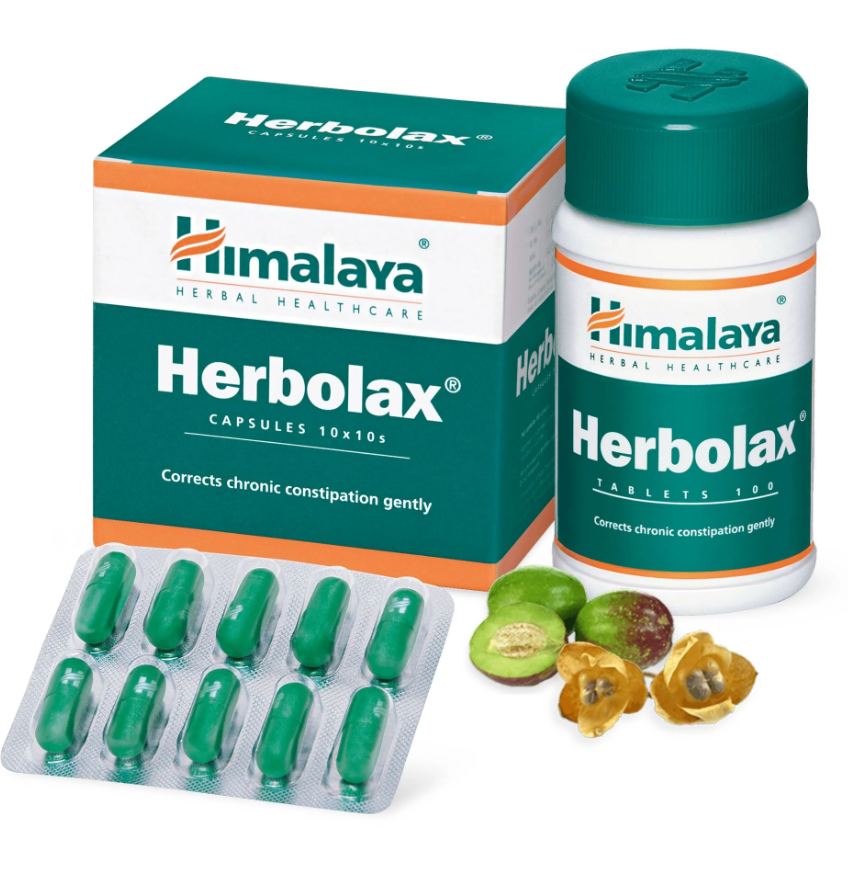 Herbolax®
CAPSULES 10x10s
Himalaya®
HERBAL HEALTHCARE
Herbolax®
CAPSULES 10x10s
Corrects chronic constipation gently
Himalaya®
HERBAL HEALTHCARE
Herbolax®
TABLETS 100
Corrects chronic constipation gently